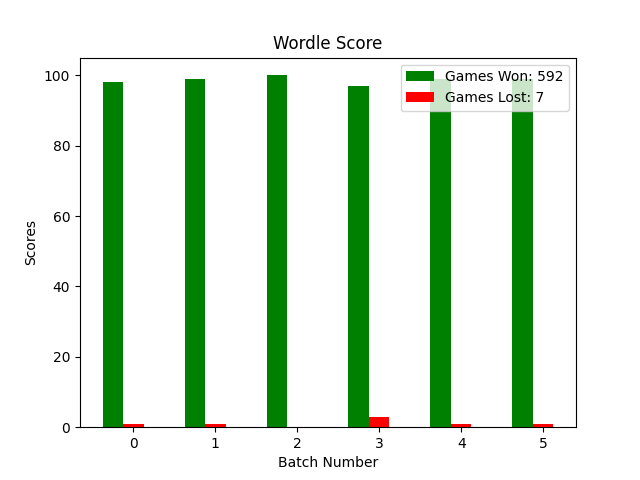 Wordle Score
Games Won: 592
Games Lost: 7
100
80
60
40
20
0
Scores
0 1 2 3 4 5
Batch Number